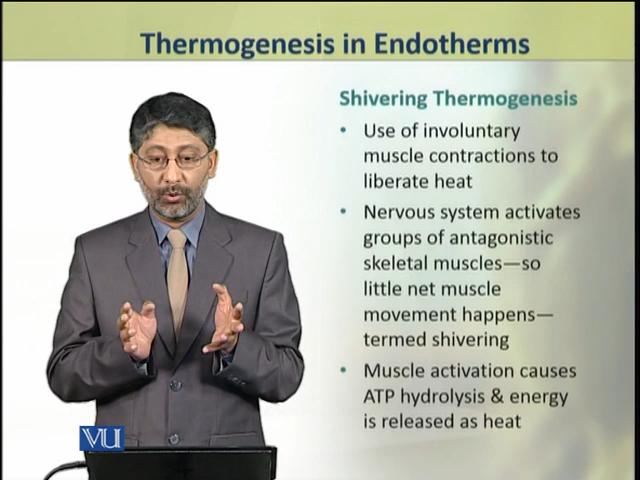 Thermogenesis in Endotherms
Shivering Thermogenesis
• Use of involuntary
muscle contractions to
liberate heat
• Nervous system activates
groups of antagonistic
skeletal muscles—so
little net muscle
movement happens—
termed shivering
• Muscle activation causes
ATP hydrolysis & energy
is released as heat
VU